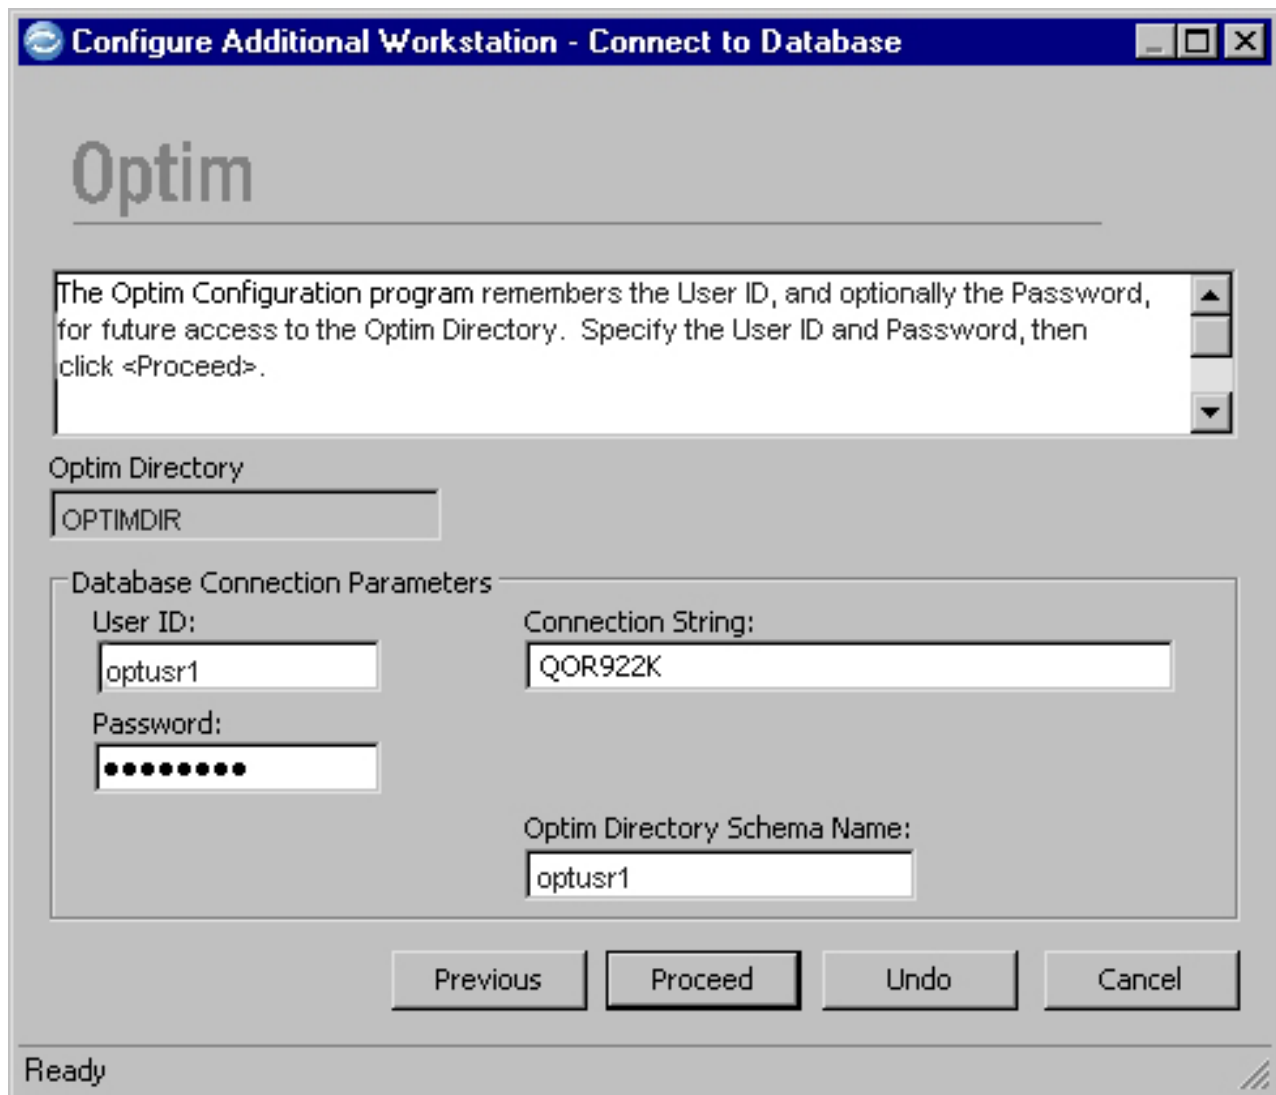 Configure Additional Workstation - Connect to Database
Optim
The Optim Configuration program remembers the User ID, and optionally the Password,
for future access to the Optim Directory.  Specify the User ID and Password, then
click <Proceed>.
Optim Directory
OPTIMDIR
Database Connection Parameters
User ID:
optusr1
Connection String:
QOR922K
Password:
●●●●●●●●
Optim Directory Schema Name:
optusr1
Previous
Proceed
Undo
Cancel
Ready